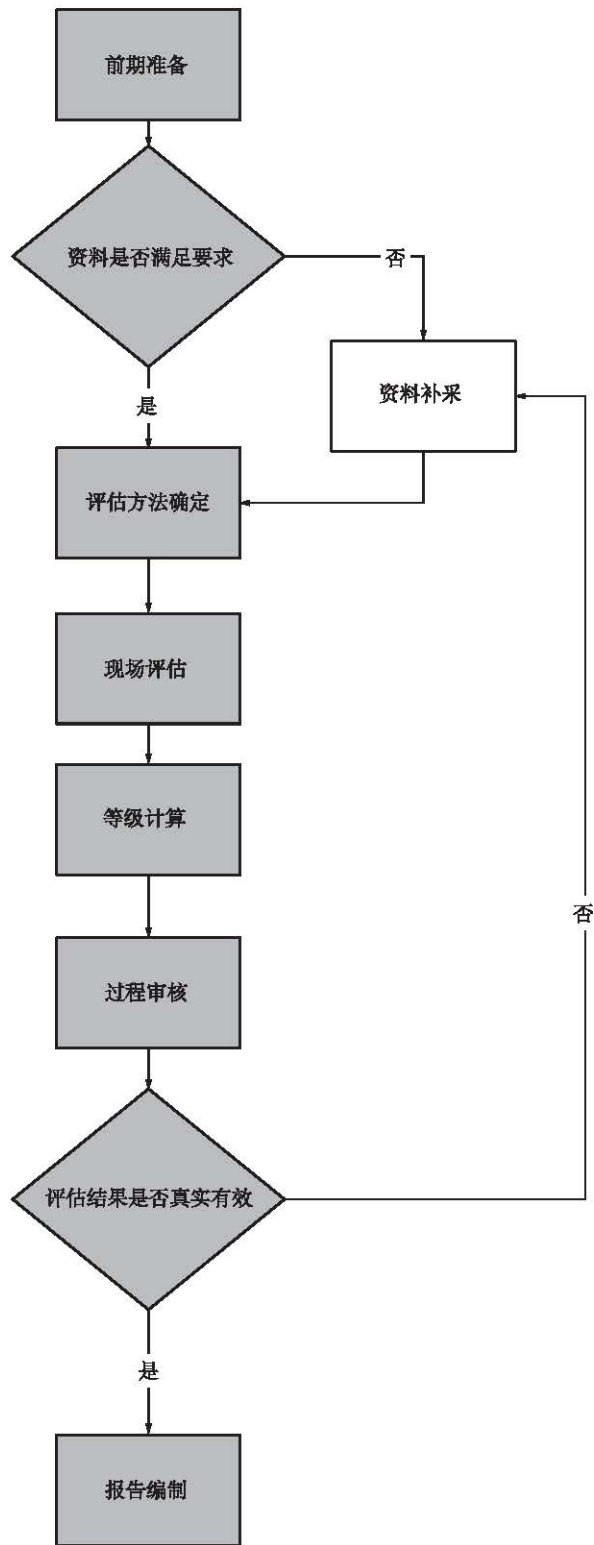 前期准备
资料是否满足要求
否
资料补采
是
评估方法确定
现场评估
等级计算
否
过程审核
评估结果是否真实有效
是
报告编制